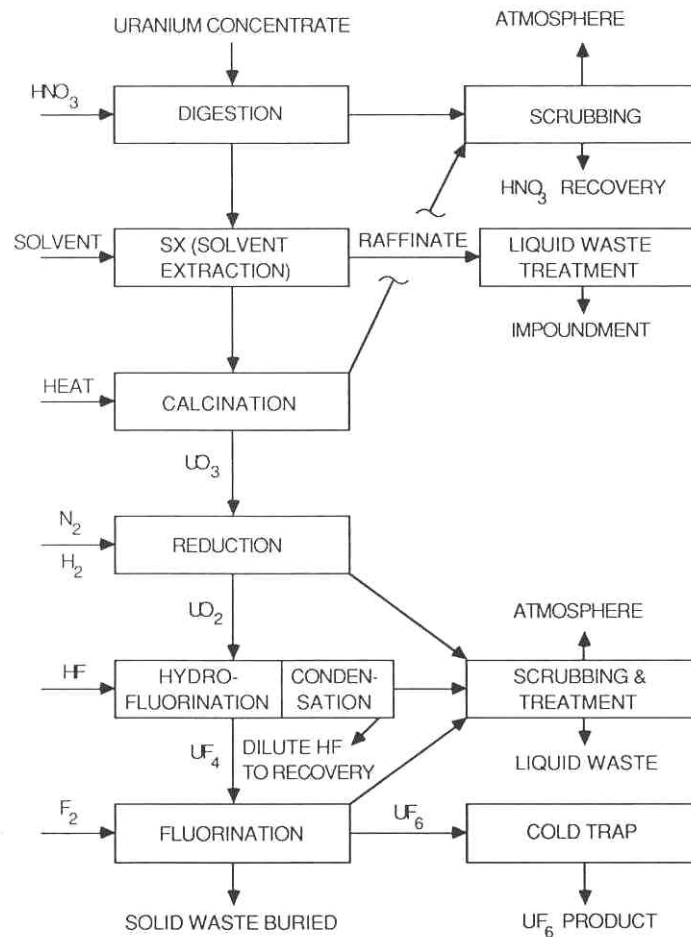 URANIUM CONCENTRATE
ATMOSPHERE
HNO₃
DIGESTION
SCRUBBING
HNO₃ RECOVERY
SOLVENT
SX (SOLVENT
EXTRACTION)
RAFFINATE
LIQUID WASTE
TREATMENT
IMPOUNDMENT
HEAT
CALCINATION
UO₃
N₂
H₂
REDUCTION
UO₂
ATMOSPHERE
HF
HYDRO-
FLUORINATION
CONDEN-
SATION
SCRUBBING &
TREATMENT
UF₄
DILUTE HF
TO RECOVERY
LIQUID WASTE
F₂
FLUORINATION
UF₆
COLD TRAP
SOLID WASTE BURIED
UF₆ PRODUCT